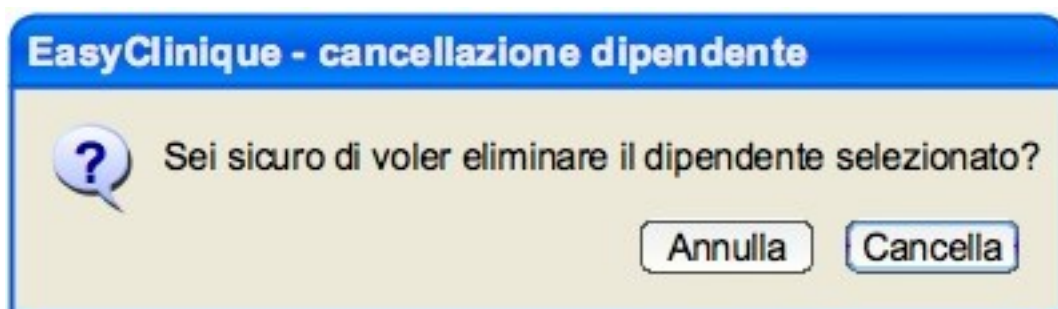 EasyClinique - cancellazione dipendente
? Sei sicuro di voler eliminare il dipendente selezionato?
Annulla Cancella